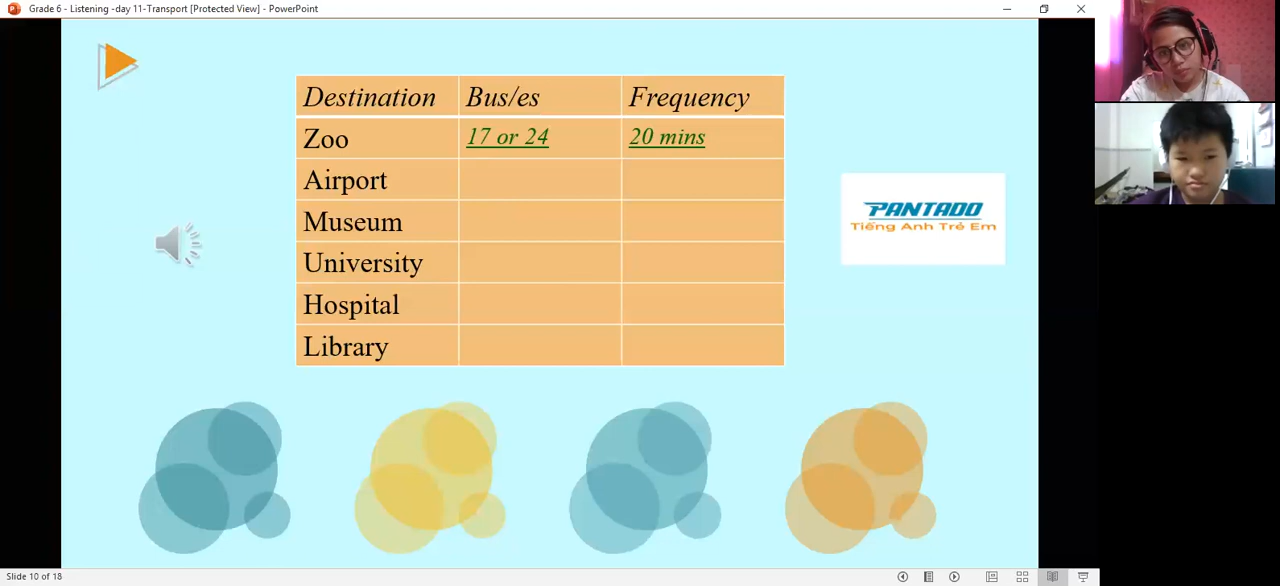 Grade 6 - Listening -day 11-Transport [Protected View] - PowerPoint
Destination Bus/es Frequency
Zoo 17 or 24 20 mins
Airport
Museum
University
Hospital
Library
PANTADO
Tiếng Anh Trẻ Em
Slide 10 of 18